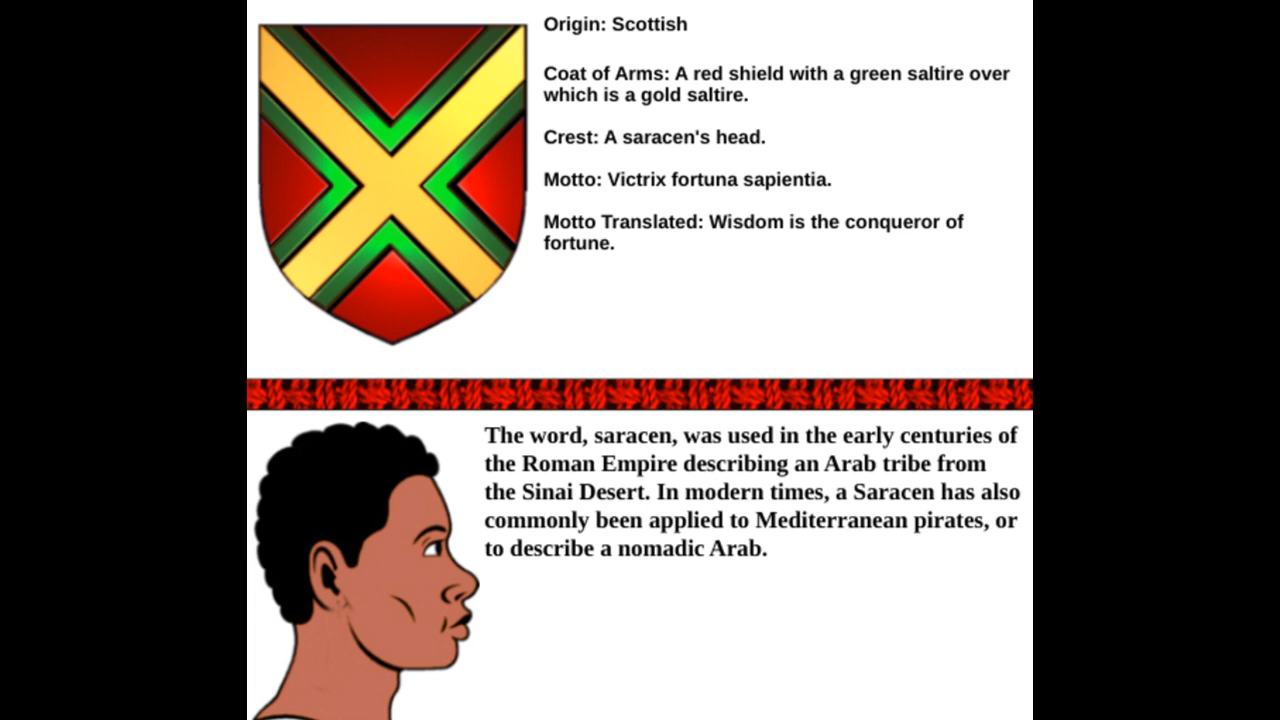 Origin: Scottish
Coat of Arms: A red shield with a green saltire over
which is a gold saltire.
Crest: A saracen's head.
Motto: Victrix fortuna sapientia.
Motto Translated: Wisdom is the conqueror of
fortune.
The word, saracen, was used in the early centuries of
the Roman Empire describing an Arab tribe from
the Sinai Desert. In modern times, a Saracen has also
commonly been applied to Mediterranean pirates, or
to describe a nomadic Arab.